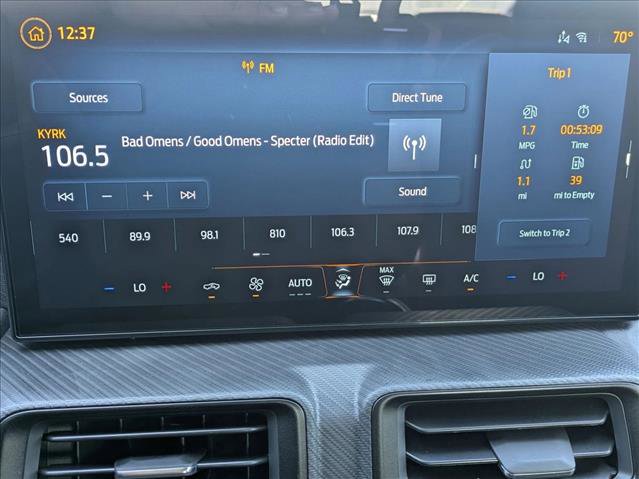 12:37
70°
FM
Trip 1
Sources
Direct Tune
KYRK
106.5
Bad Omens / Good Omens - Specter (Radio Edit)
1.7
MPG
00:53:09
Time
1.1
mi
39
mi to Empty
Sound
Switch to Trip 2
540
89.9
98.1
810
106.3
107.9
108
LO
AUTO
MAX
A/C
LO